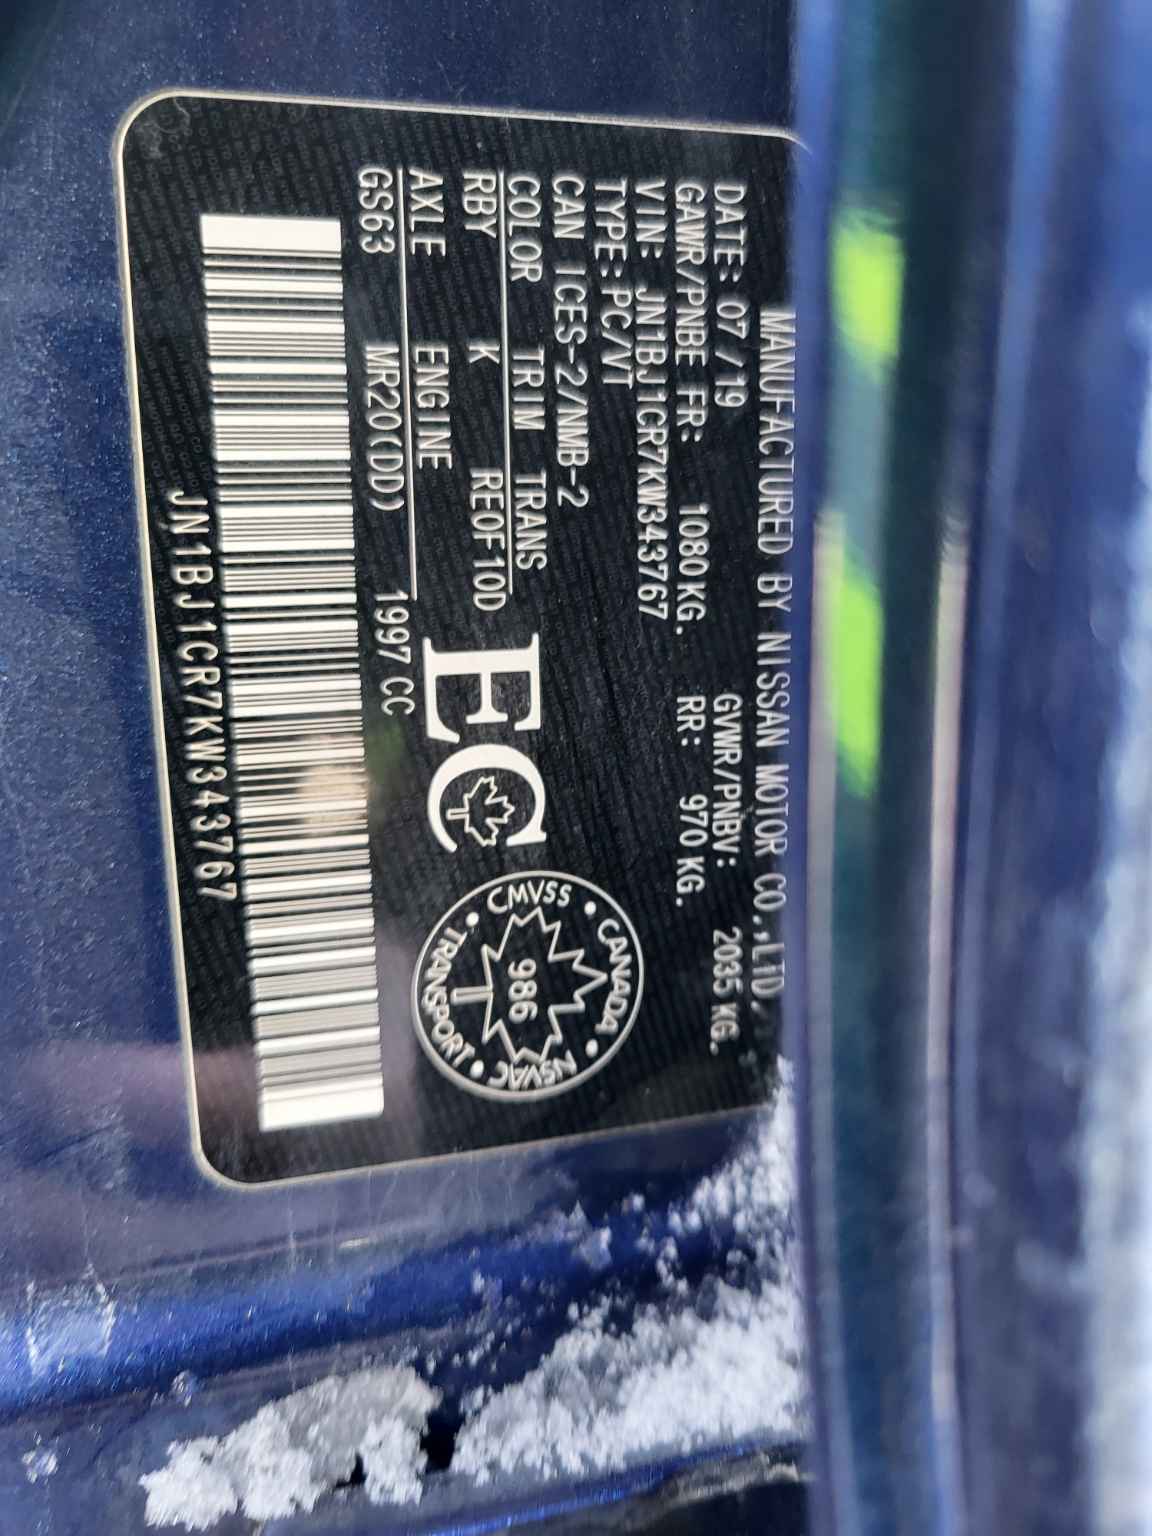 MANUFACTURED BY NISSAN MOTOR CO.,LTD.
DATE: 07/19 GVWR/PNBV: 2035 KG.
GAWR/PNBE FR: 1080 KG. RR: 970 KG.
VIN: JN1BJ1CR7KW343767
TYPE: PC/VT
CAN ICES-2/NMB-2
COLOR TRIM TRANS
RBY K RE0F10D
AXLE ENGINE
GS63 MR20(DD) 1997 CC
EC
CANADA
TRANSPORT
CMVSS
NSVAC
986
JN1BJ1CR7KW343767